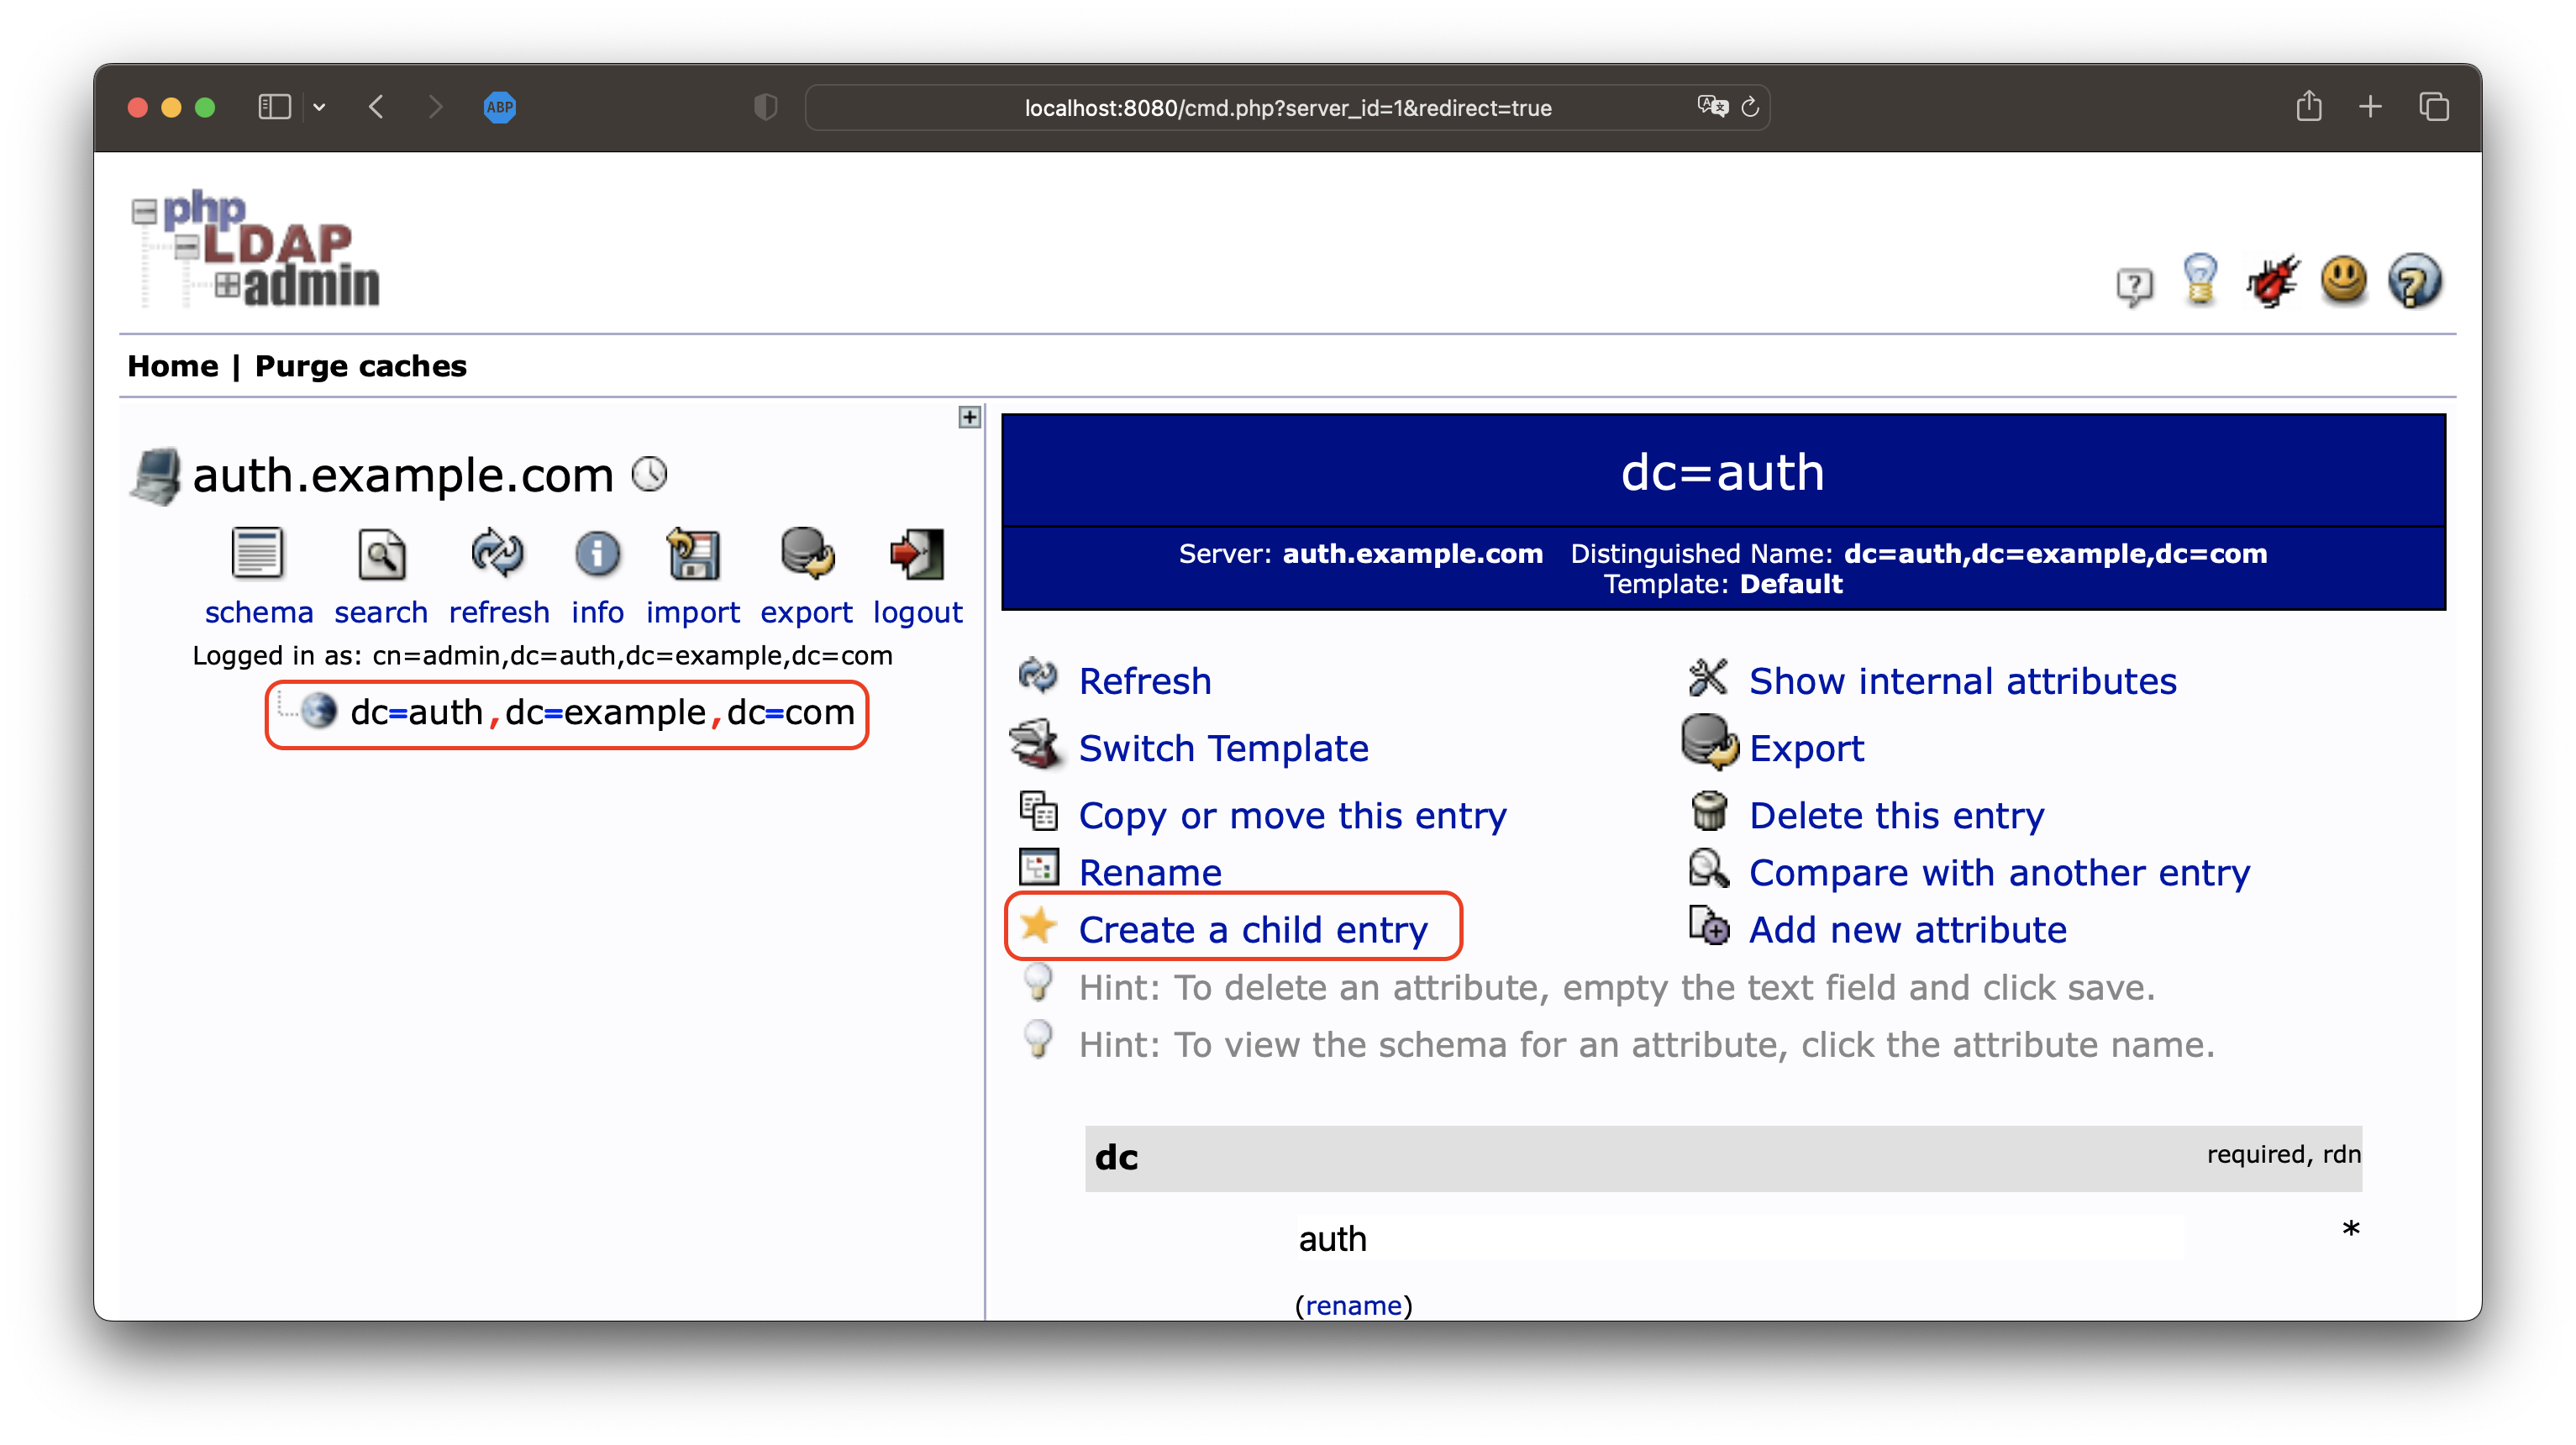 ABP
localhost:8080/cmd.php?server_id=1&redirect=true
php
LDAP
admin
Home | Purge caches
auth.example.com
schema search refresh info import export logout
Logged in as: cn=admin,dc=auth,dc=example,dc=com
dc=auth,dc=example,dc=com
dc=auth
Server: auth.example.com Distinguished Name: dc=auth,dc=example,dc=com
Template: Default
Refresh
Show internal attributes
Switch Template
Export
Copy or move this entry
Delete this entry
Rename
Compare with another entry
Create a child entry
Add new attribute
Hint: To delete an attribute, empty the text field and click save.
Hint: To view the schema for an attribute, click the attribute name.
dc
required, rdn
auth
*
(rename)